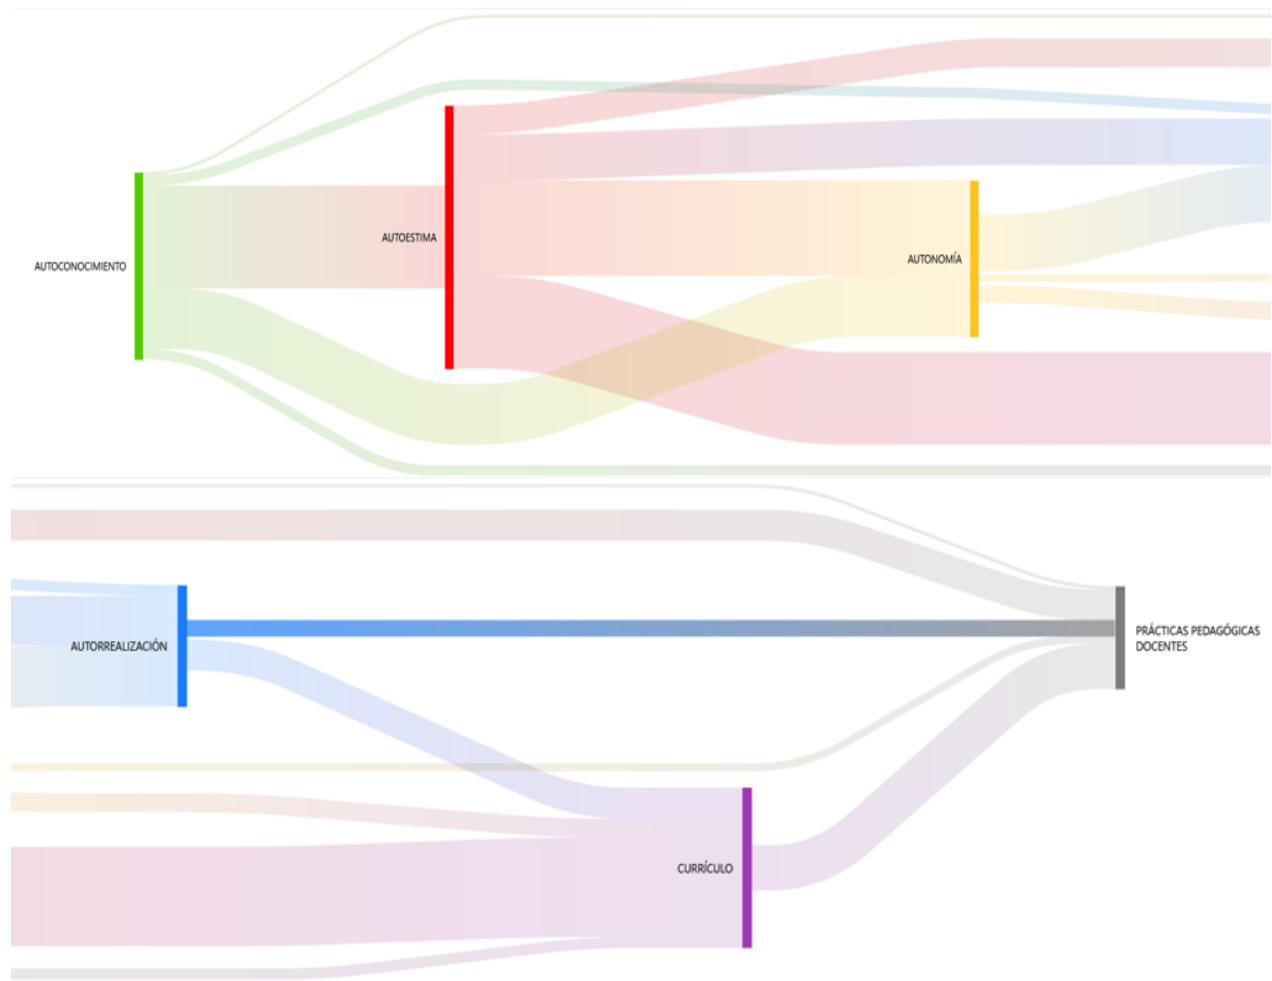 AUTOESTIMA
AUTONOMÍA
AUTOCONOCIMIENTO
PRÁCTICAS PEDAGÓGICAS
DOCENTES
AUTORREALIZACIÓN
CURRÍCULO